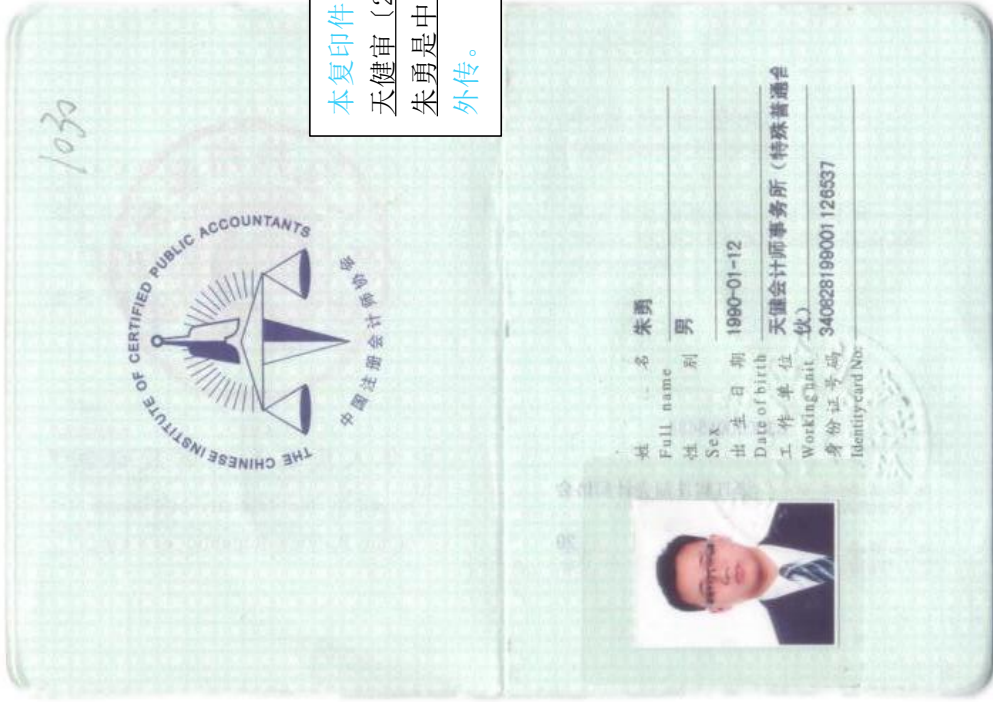 1030
THE CHINESE INSTITUTE OF CERTIFIED PUBLIC ACCOUNTANTS
中国注册会计师协会
本复印件
天健审〔2
朱勇是中
外传。
姓 名 朱勇
Full name
性 别 男
Sex
出 生 日 期 1990-01-12
Date of birth
工 作 单 位 天健会计师事务所（特殊普通合
Working unit 伙）
身份证号码 340828199001126537
Identity card No.